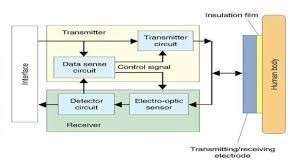 Insulation film
Transmitter
Transmitter
circuit
Data sense
circuit
Control signal
Interface
Detector
circuit
Electro-optic
sensor
Receiver
Human body
Transmitting/receiving
electrode